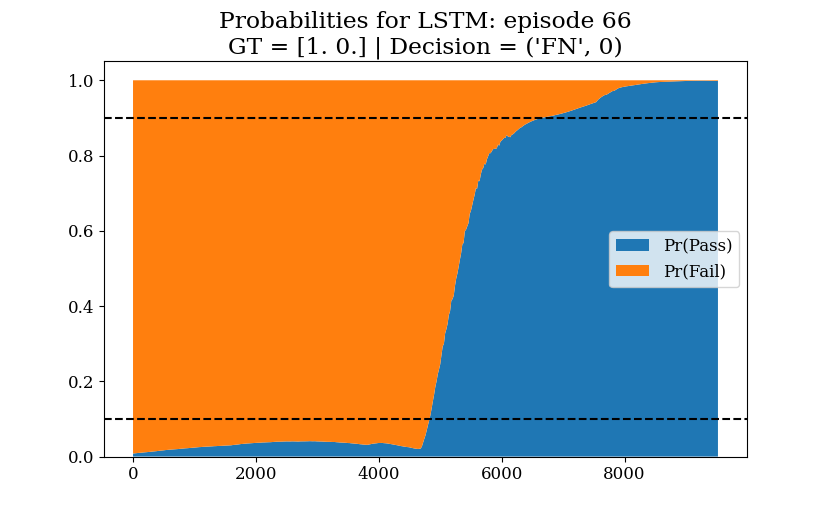 Probabilities for LSTM: episode 66
GT = [1. 0.] | Decision = ('FN', 0)
1.0
0.8
0.6
0.4
0.2
0.0
Pr(Pass)
Pr(Fail)
0 2000 4000 6000 8000